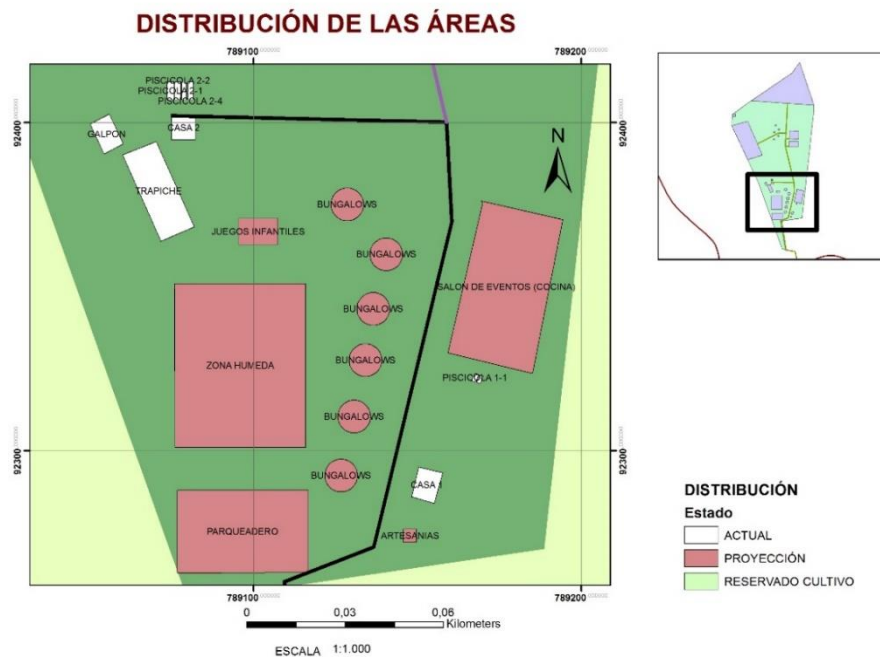 DISTRIBUCIÓN DE LAS ÁREAS
789100
789200
PISCICOLA 2-2
PISCICOLA 2-1
PISCICOLA 2-4
92400
92400
GALPON
CASA 2
N
TRAPICHE
BUNGALOWS
JUEGOS INFANTILES
BUNGALOWS
SALON DE EVENTOS (COCINA)
BUNGALOWS
ZONA HUMEDA
BUNGALOWS
PISCICOLA 1-1
BUNGALOWS
92300
92300
BUNGALOWS
CASA 1
PARQUEADERO
ARTESANIAS
789100
789200
0 0,03 0,06
Kilometers
ESCALA 1:1.000
DISTRIBUCIÓN
Estado
ACTUAL
PROYECCIÓN
RESERVADO CULTIVO